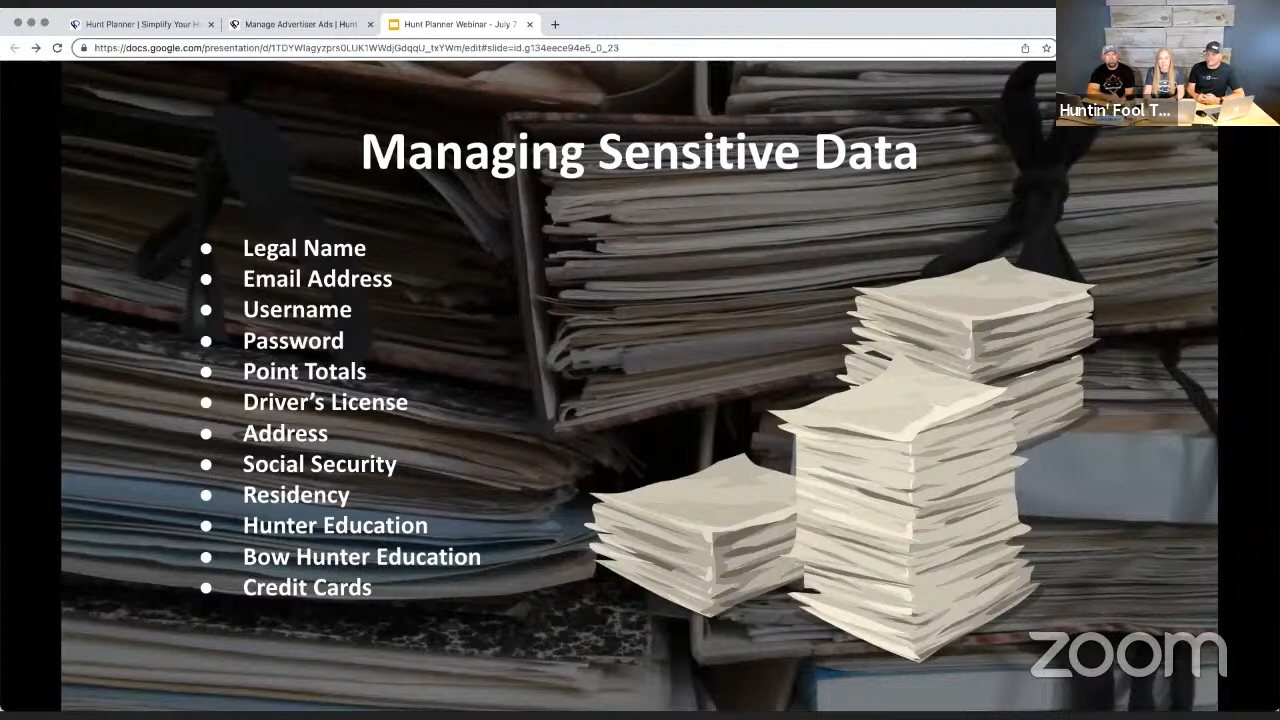 Hunt Planner | Simplify Your H
Manage Advertiser Ads | Hunt
Hunt Planner Webinar - July 7
https://docs.google.com/presentation/d/1TDYWlagyzprs0LUK1WWdjGdqqU_txYWm/edit#slide=id.g134eece94e5_0_23
Huntin' Fool T...
Managing Sensitive Data
● Legal Name
● Email Address
● Username
● Password
● Point Totals
● Driver’s License
● Address
● Social Security
● Residency
● Hunter Education
● Bow Hunter Education
● Credit Cards
zoom